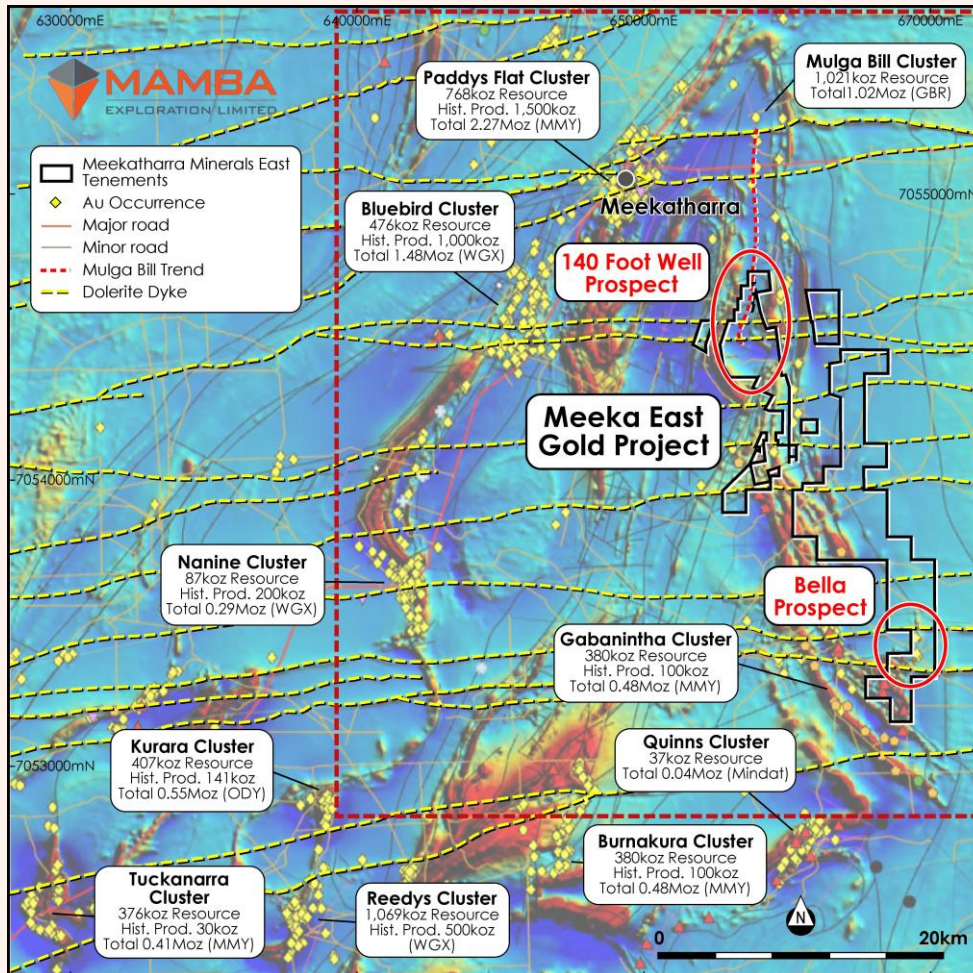 630000mE
640000mE
650000mE
670000mE
MAMBA
EXPLORATION LIMITED
Paddys Flat Cluster
768koz Resource
Hist. Prod. 1,500koz
Total 2.27Moz (MMY)
Mulga Bill Cluster
1,021koz Resource
Total1.02Moz (GBR)
Meekatharra Minerals East
Tenements
Au Occurrence
Major road
Minor road
Mulga Bill Trend
Dolerite Dyke
7055000mN
Meekatharra
Bluebird Cluster
476koz Resource
Hist. Prod. 1,000koz
Total 1.48Moz (WGX)
140 Foot Well
Prospect
Meeka East
Gold Project
7054000mN
Nanine Cluster
87koz Resource
Hist. Prod. 200koz
Total 0.29Moz (WGX)
Bella
Prospect
Gabanintha Cluster
380koz Resource
Hist. Prod. 100koz
Total 0.48Moz (MMY)
Kurara Cluster
407koz Resource
Hist. Prod. 141koz
Total 0.55Moz (ODY)
7053000mN
Quinns Cluster
37koz Resource
Total 0.04Moz (Mindat)
Burnakura Cluster
380koz Resource
Hist. Prod. 100koz
Total 0.48Moz (MMY)
Tuckanarra
Cluster
376koz Resource
Hist. Prod. 30koz
Total 0.41Moz (MMY)
Reedys Cluster
1,069koz Resource
Hist. Prod. 500koz
(WGX)
N
0
20km